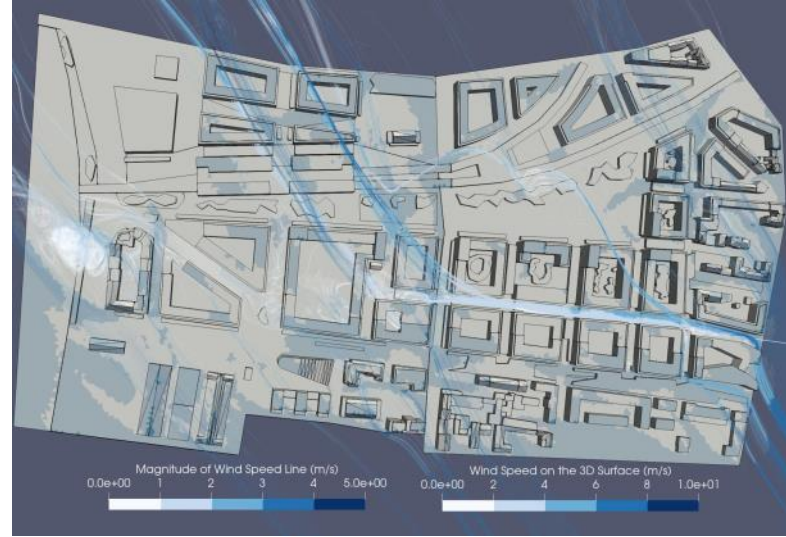 Magnitude of Wind Speed Line (m/s)
0.0e+00 1 2 3 4 5.0e+00
Wind Speed on the 3D Surface (m/s)
0.0e+00 2 4 6 8 1.0e+01